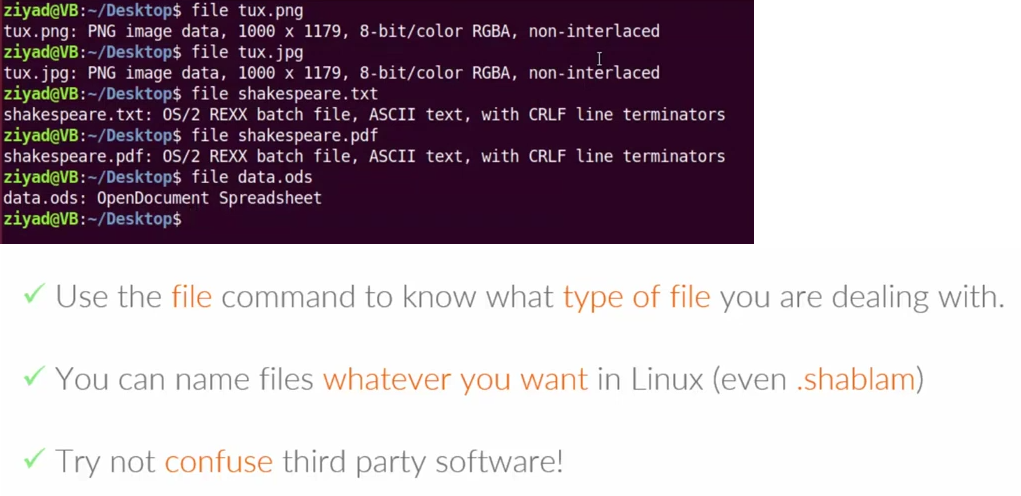 ziyad@VB:~/Desktop$ file tux.png
tux.png: PNG image data, 1000 x 1179, 8-bit/color RGBA, non-interlaced
ziyad@VB:~/Desktop$ file tux.jpg
tux.jpg: PNG image data, 1000 x 1179, 8-bit/color RGBA, non-interlaced
ziyad@VB:~/Desktop$ file shakespeare.txt
shakespeare.txt: OS/2 REXX batch file, ASCII text, with CRLF line terminators
ziyad@VB:~/Desktop$ file shakespeare.pdf
shakespeare.pdf: OS/2 REXX batch file, ASCII text, with CRLF line terminators
ziyad@VB:~/Desktop$ file data.ods
data.ods: OpenDocument Spreadsheet
ziyad@VB:~/Desktop$
✓ Use the file command to know what type of file you are dealing with.
✓ You can name files whatever you want in Linux (even .shablam)
✓ Try not confuse third party software!